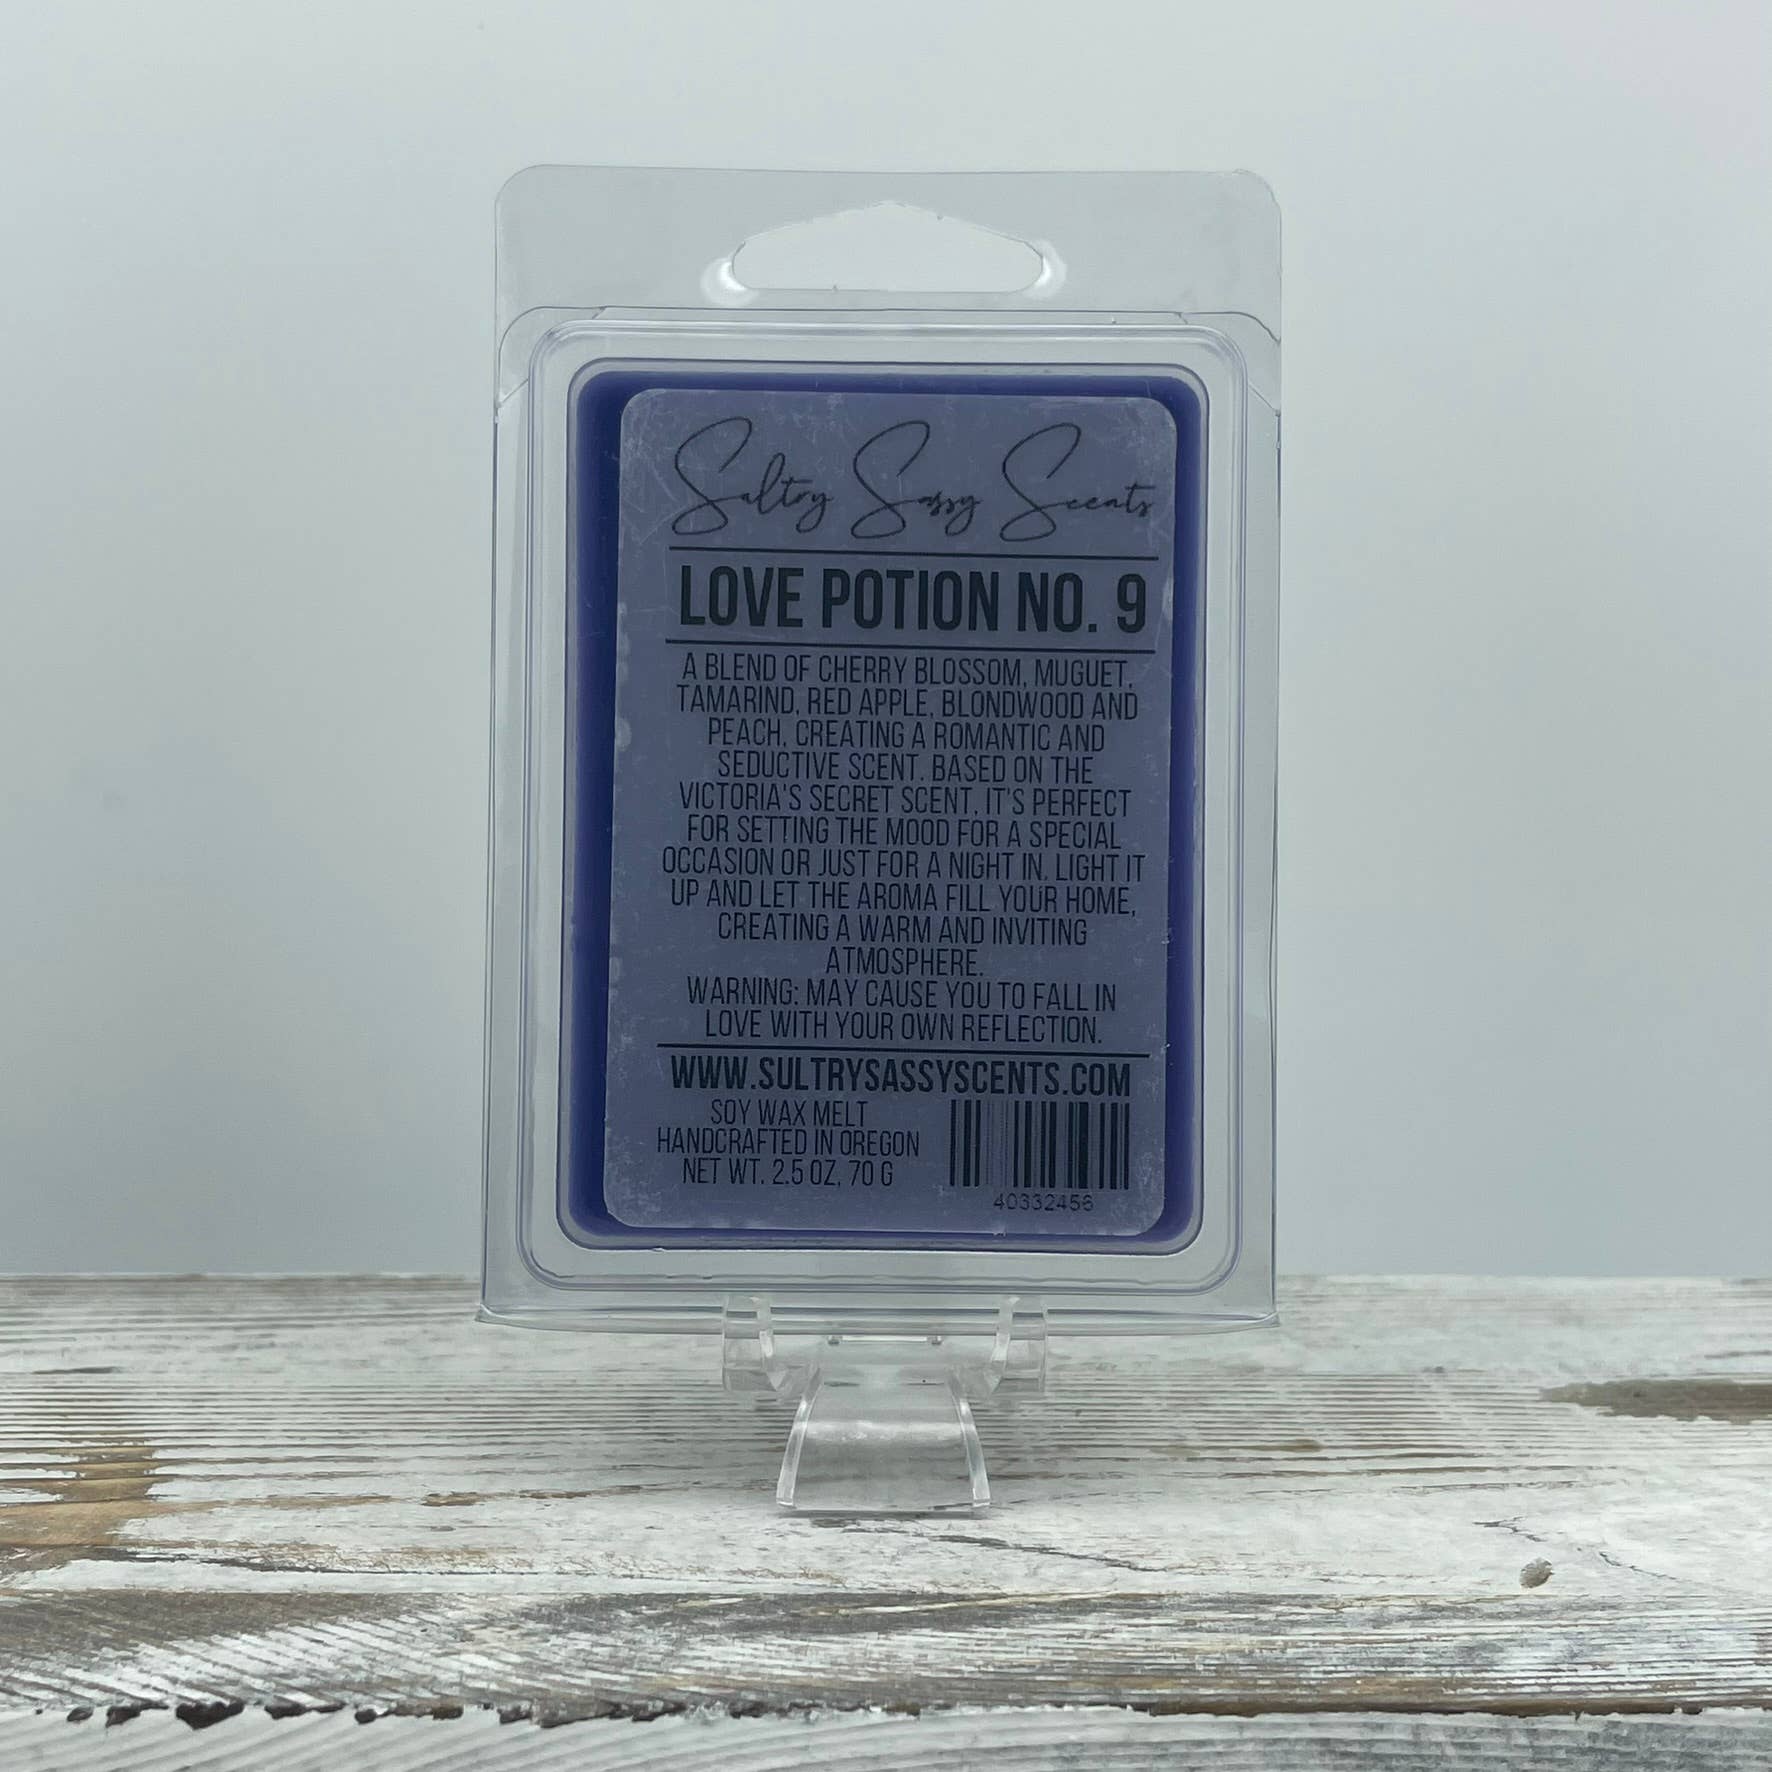 Sultry Sassy Scents
LOVE POTION NO. 9
A BLEND OF CHERRY BLOSSOM, MUGUET,
TAMARIND, RED APPLE, BLONDWOOD AND
PEACH, CREATING A ROMANTIC AND
SEDUCTIVE SCENT. BASED ON THE
VICTORIA'S SECRET SCENT, IT'S PERFECT
FOR SETTING THE MOOD FOR A SPECIAL
OCCASION OR JUST FOR A NIGHT IN. LIGHT IT
UP AND LET THE AROMA FILL YOUR HOME,
CREATING A WARM AND INVITING
ATMOSPHERE.
WARNING: MAY CAUSE YOU TO FALL IN
LOVE WITH YOUR OWN REFLECTION.
WWW.SULTRYSASSYSCENTS.COM
SOY WAX MELT
HANDCRAFTED IN OREGON
NET WT. 2.5 OZ, 70 G
40332456